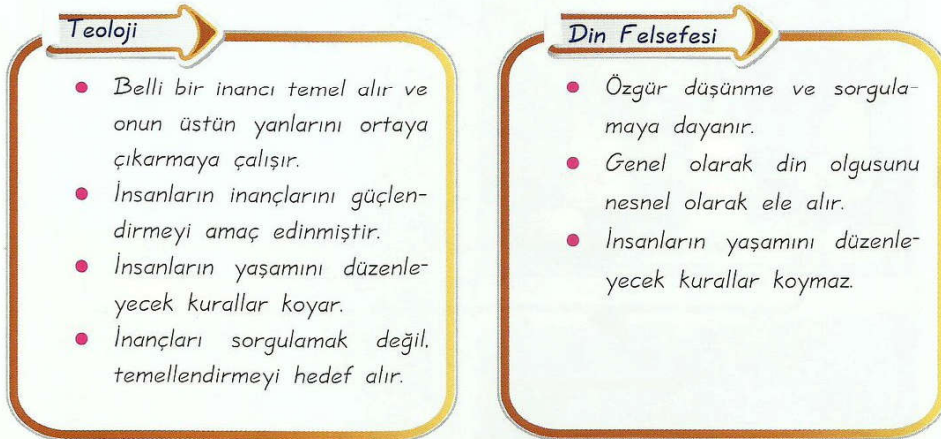 Teoloji
Belli bir inancı temel alır ve
onun üstün yanlarını ortaya
çıkarmaya çalışır.
İnsanların inançlarını güçlen-
dirmeyi amaç edinmiştir.
İnsanların yaşamını düzenle-
yecek kurallar koyar.
İnançları sorgulamak değil,
temellendirmeyi hedef alır.
Din Felsefesi
Özgür düşünme ve sorgula-
maya dayanır.
Genel olarak din olgusunu
nesnel olarak ele alır.
İnsanların yaşamını düzenle-
yecek kurallar koymaz.